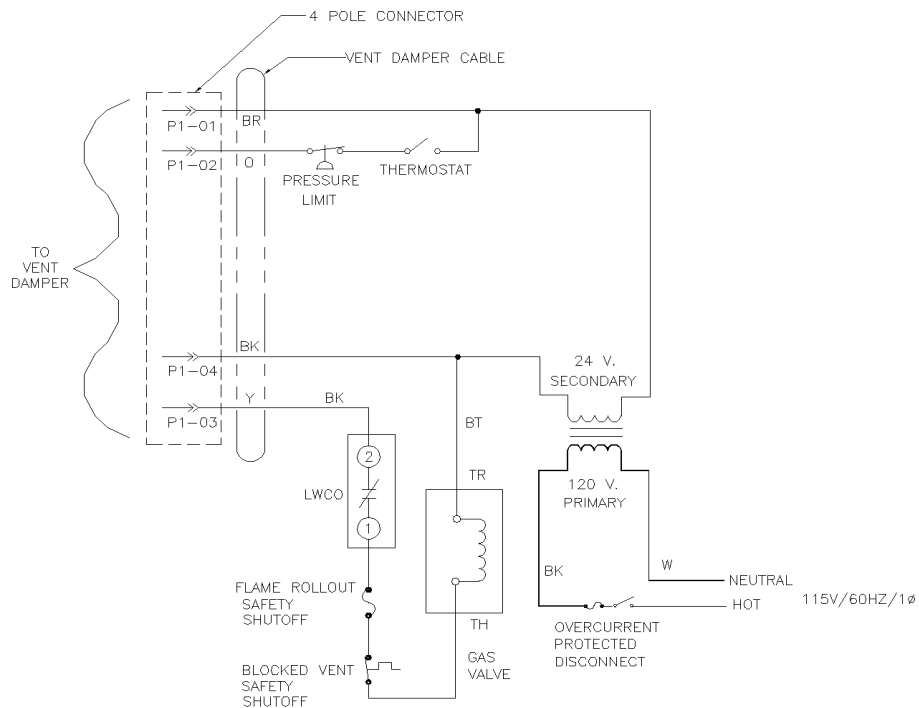 4 POLE CONNECTOR
VENT DAMPER CABLE
P1-01
BR
P1-02
O
PRESSURE
LIMIT
THERMOSTAT
TO
VENT
DAMPER
BK
P1-04
24 V.
SECONDARY
Y
BK
P1-03
BT
2
LWCO
1
TR
120 V.
PRIMARY
BK
W
NEUTRAL
HOT
115V/60HZ/1ø
FLAME ROLLOUT
SAFETY
SHUTOFF
TH
OVERCURRENT
PROTECTED
DISCONNECT
GAS
VALVE
BLOCKED VENT
SAFETY
SHUTOFF